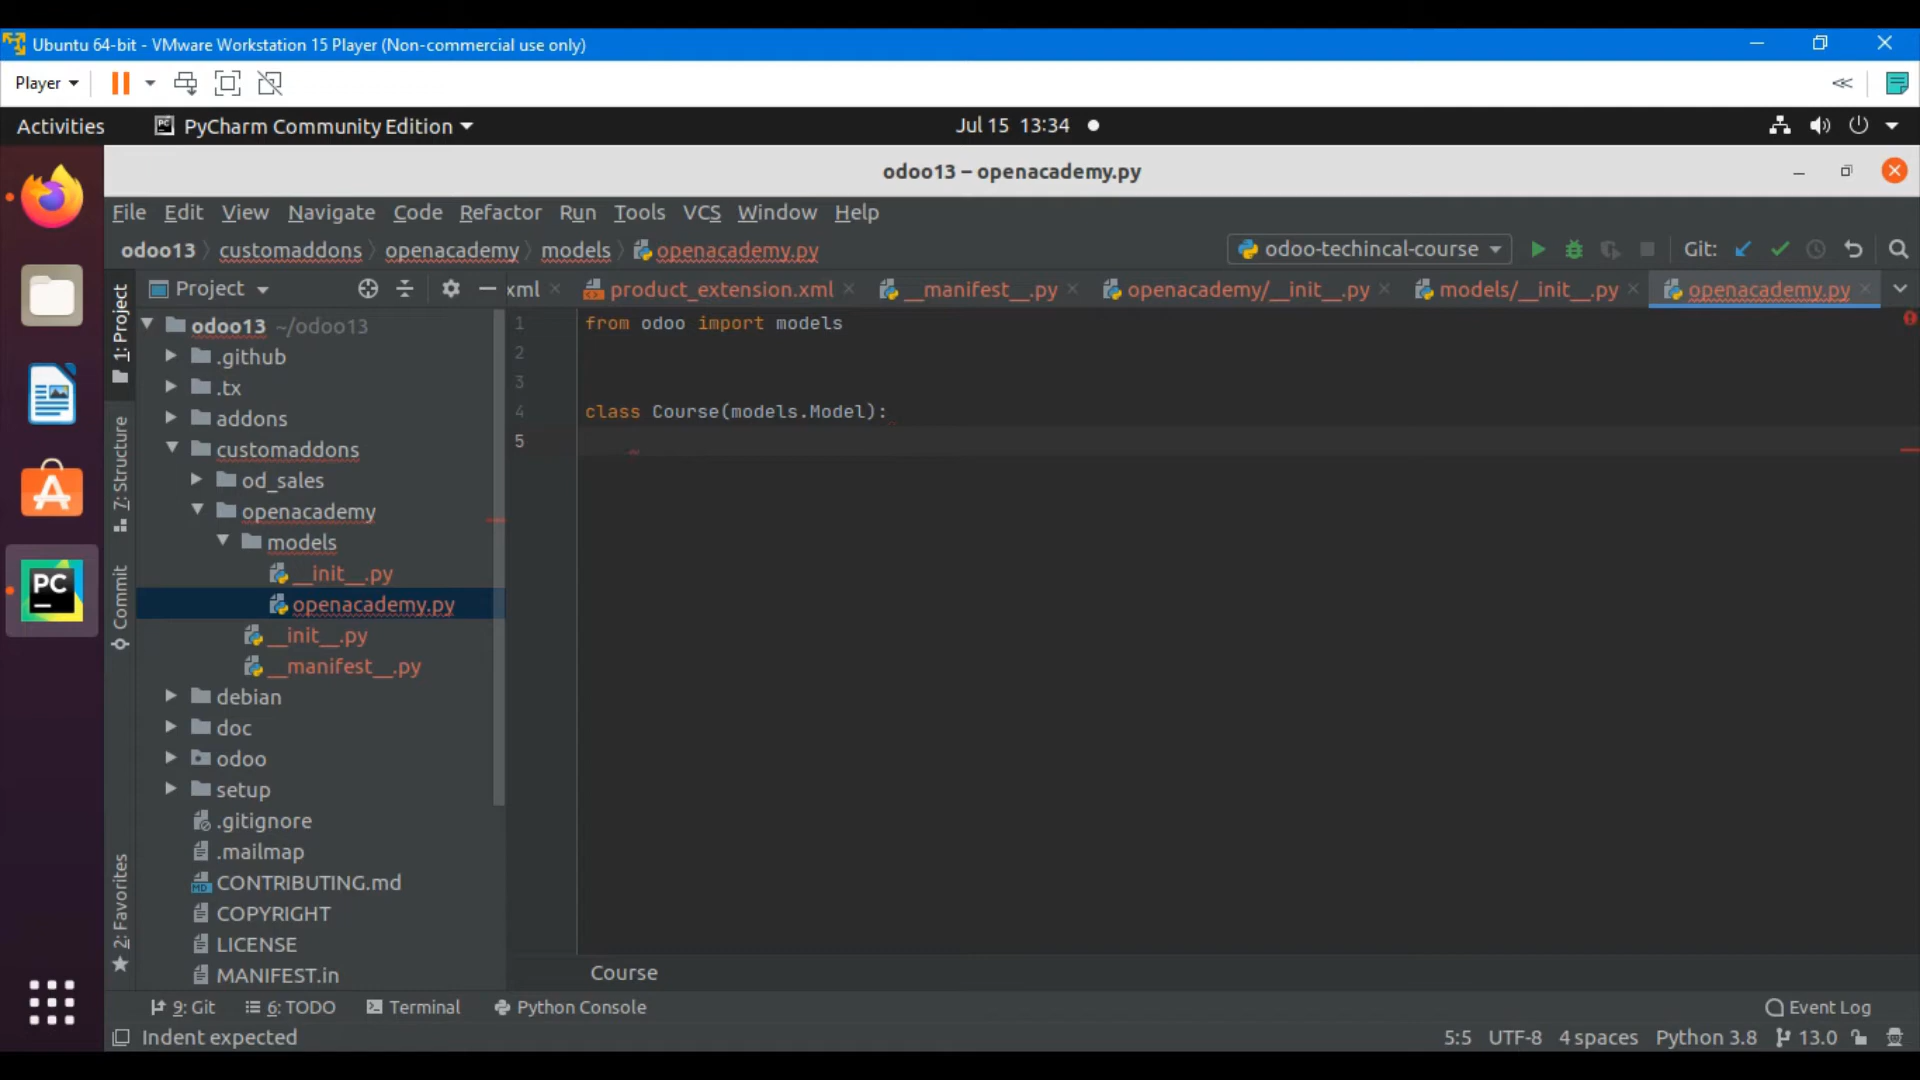 Ubuntu 64-bit - VMware Workstation 15 Player (Non-commercial use only)
Player
Activities
PyCharm Community Edition
Jul 15 13:34
odoo13 – openacademy.py
File Edit View Navigate Code Refactor Run Tools VCS Window Help
odoo13 customaddons openacademy models openacademy.py
odoo-techincal-course
Git:
Project
xml product_extension.xml __manifest__.py openacademy/__init__.py models/__init__.py openacademy.py
1: Project
7: Structure
Commit
2: Favorites
odoo13 ~/odoo13
.github
.tx
addons
customaddons
od_sales
openacademy
models
__init__.py
openacademy.py
__init__.py
__manifest__.py
debian
doc
odoo
setup
.gitignore
.mailmap
CONTRIBUTING.md
COPYRIGHT
LICENSE
MANIFEST.in
1 from odoo import models
2
3
4 class Course(models.Model):
5
Course
9: Git 6: TODO Terminal Python Console Event Log
Indent expected 5:5 UTF-8 4 spaces Python 3.8 13.0